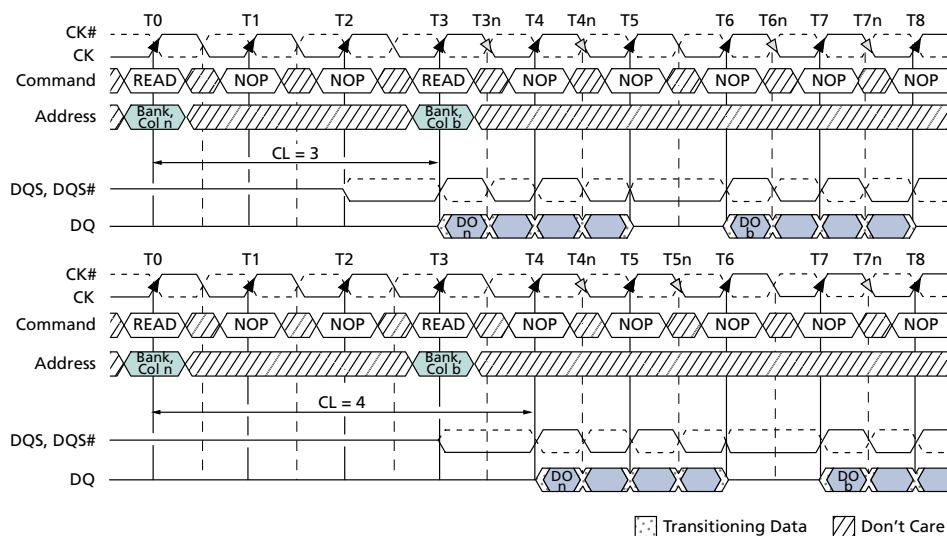 T0 T1 T2 T3 T3n T4 T4n T5 T6 T6n T7 T7n T8
CK#
CK
Command READ NOP NOP READ NOP NOP NOP NOP NOP
Address Bank, Col n Bank, Col b
CL = 3
DQS, DQS#
DQ DO n DO b
T0 T1 T2 T3 T4 T4n T5 T5n T6 T7 T7n T8
CK#
CK
Command READ NOP NOP READ NOP NOP NOP NOP NOP
Address Bank, Col n Bank, Col b
CL = 4
DQS, DQS#
DQ DO n DO b
Transitioning Data Don't Care